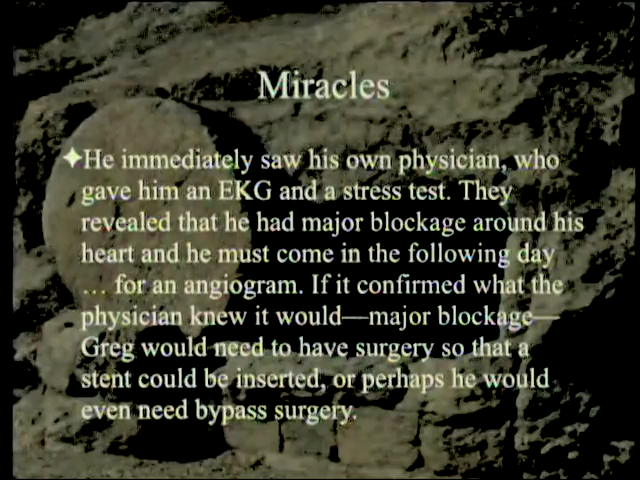 Miracles
✦He immediately saw his own physician, who
gave him an EKG and a stress test. They
revealed that he had major blockage around his
heart and he must come in the following day
… for an angiogram. If it confirmed what the
physician knew it would—major blockage—
Greg would need to have surgery so that a
stent could be inserted, or perhaps he would
even need bypass surgery.